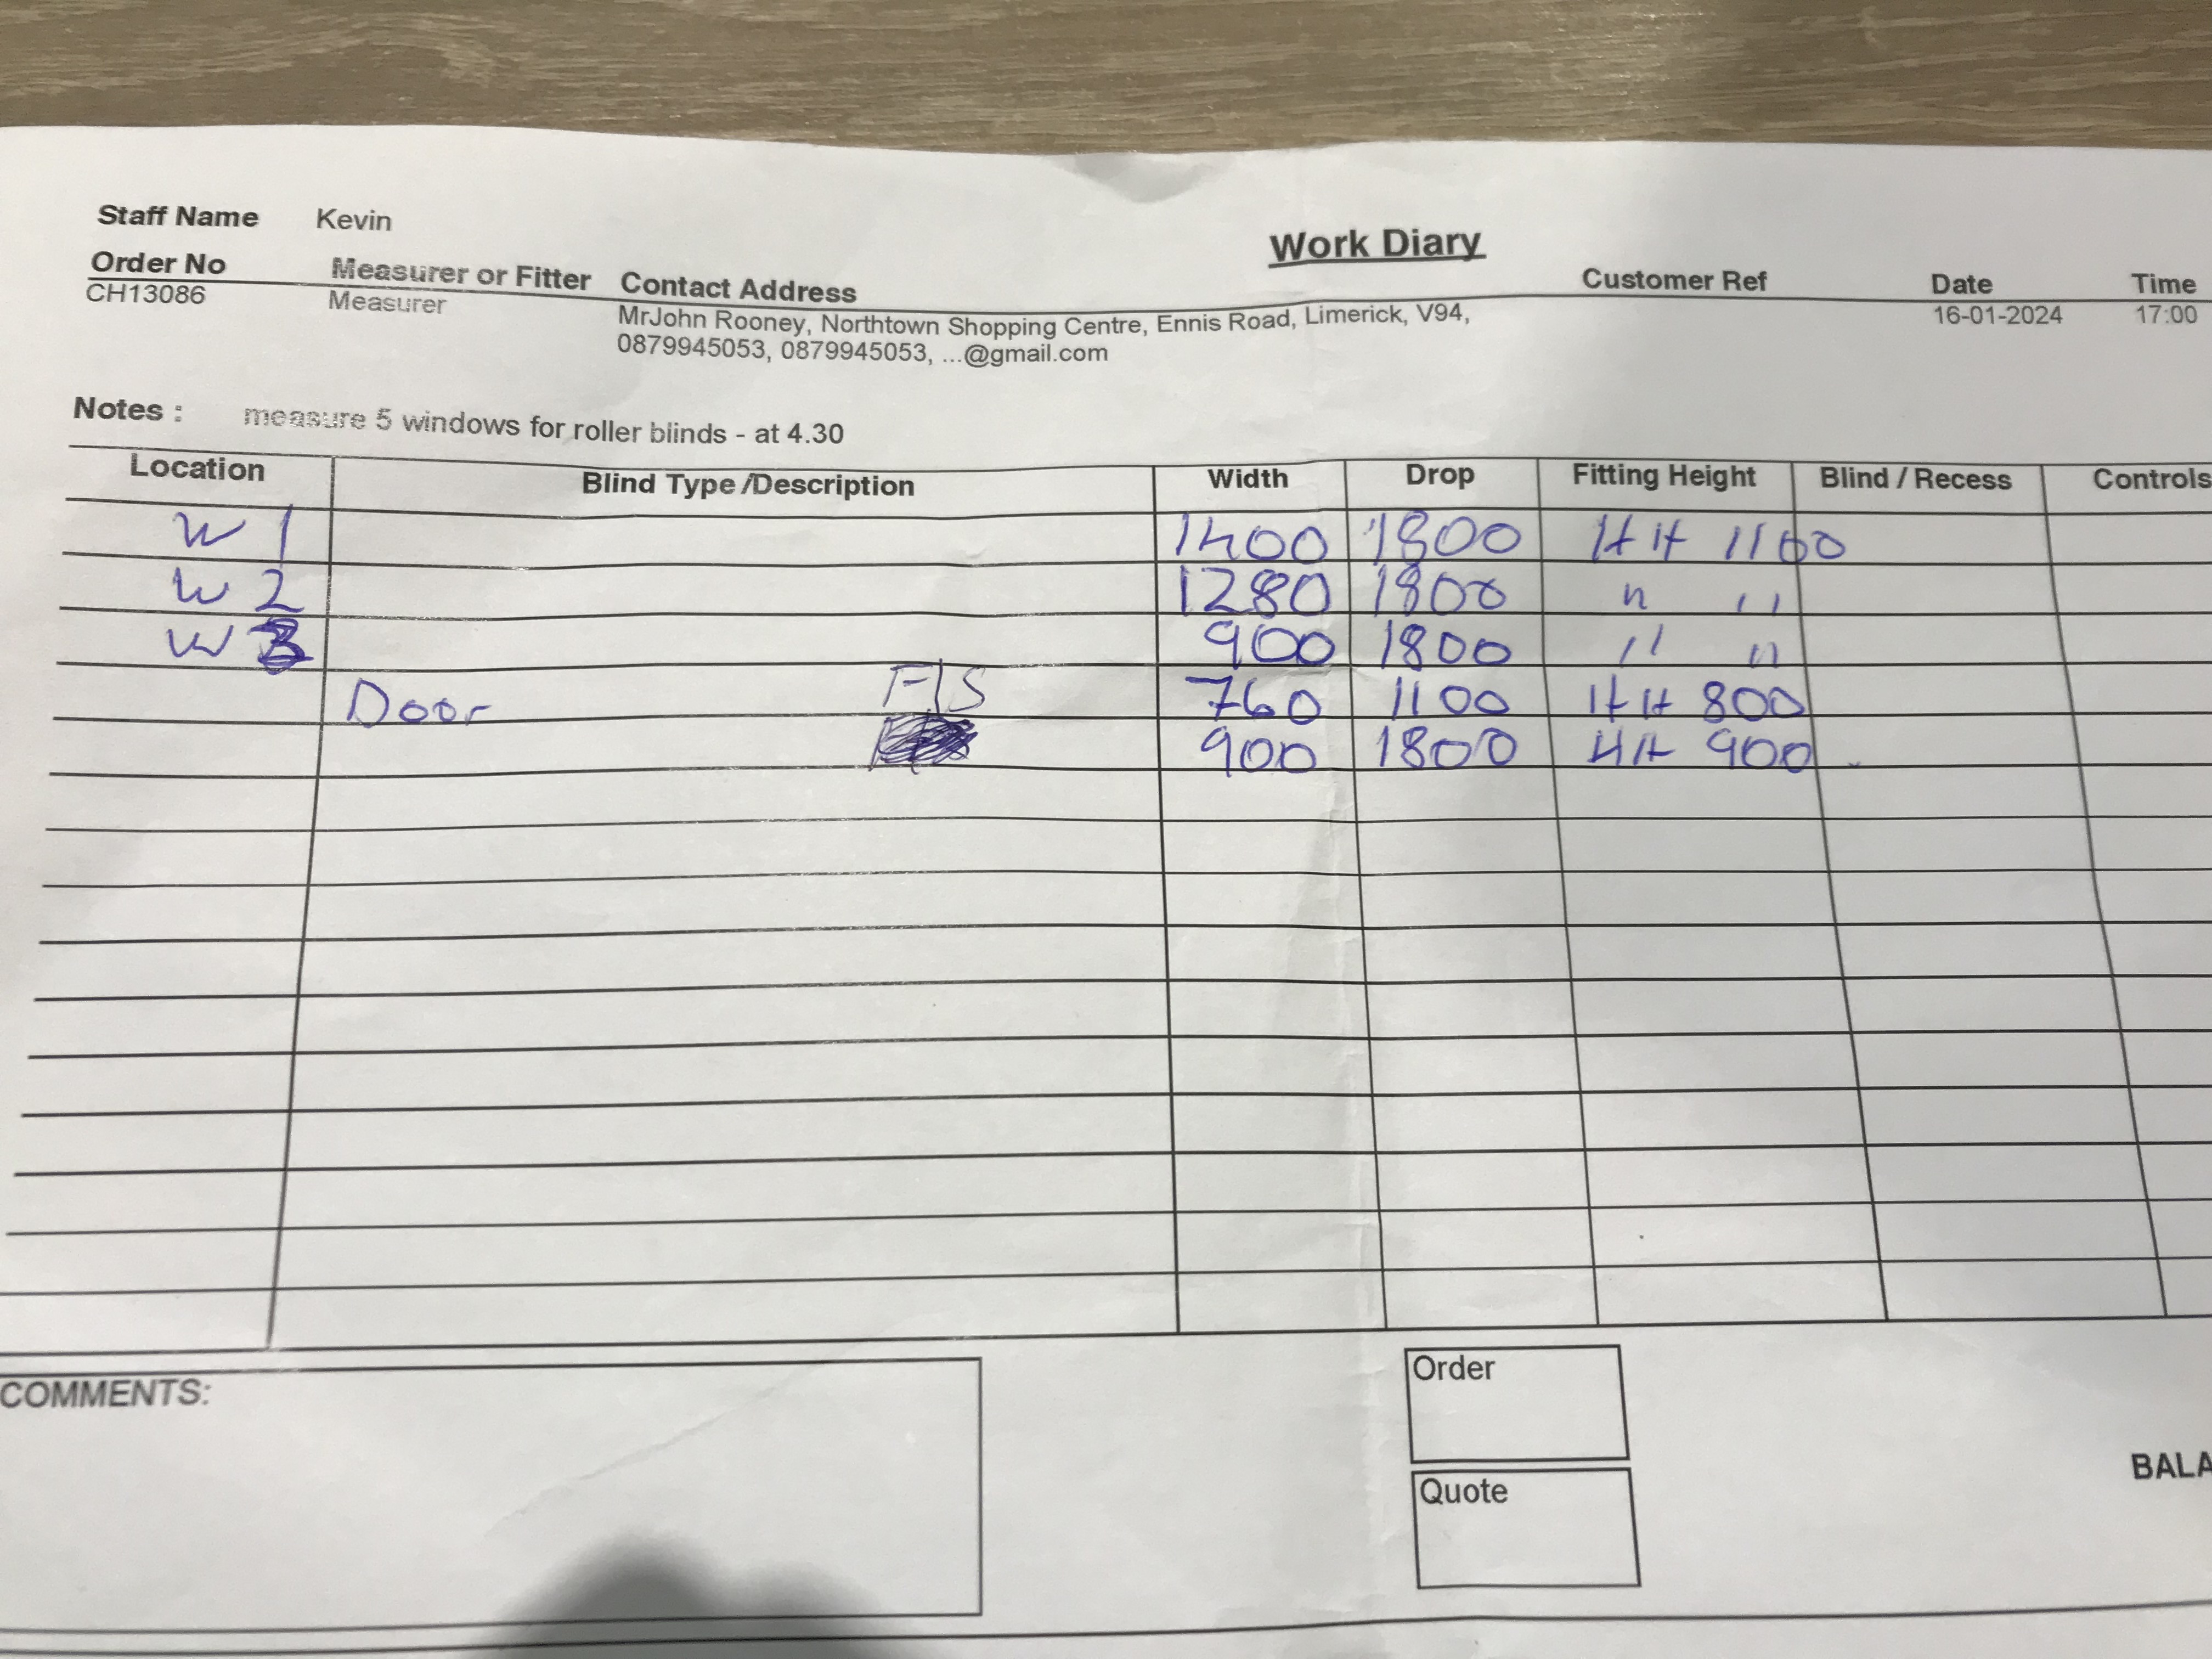 Staff Name Kevin
Work Diary
Order No Measurer or Fitter Contact Address Customer Ref Date Time
CH13086 Measurer MrJohn Rooney, Northtown Shopping Centre, Ennis Road, Limerick, V94, 16-01-2024 17:00
0879945053, 0879945053, ...@gmail.com
Notes : measure 5 windows for roller blinds - at 4.30
Location Blind Type /Description Width Drop Fitting Height Blind / Recess Controls
W 1 1400 1800 HH 1100
W 2 1280 1800 " "
W 3 900 1800 " "
Door F/S 760 1100 HH 800
900 1800 HH 900
COMMENTS:
Order
Quote
BALA